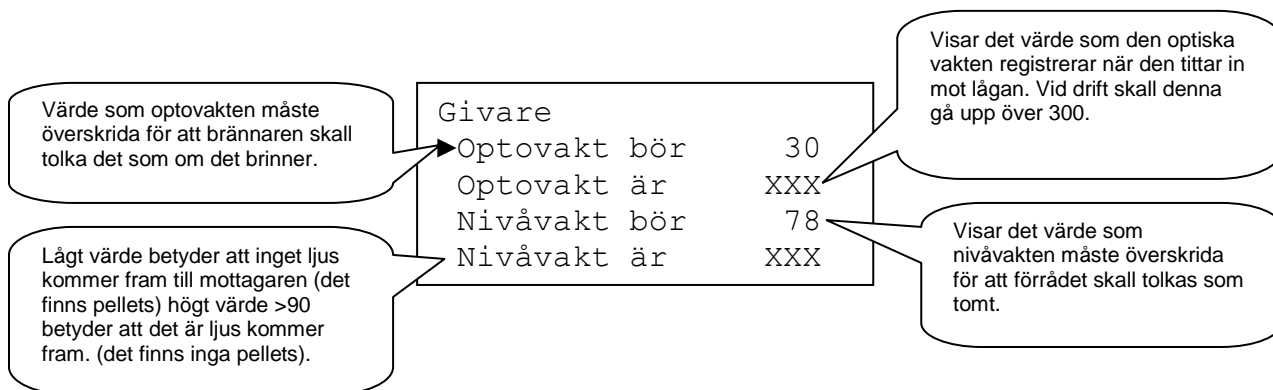 Värde som optovakten måste
överskrida för att brännaren skall
tolka det som om det brinner.
Lågt värde betyder att inget ljus
kommer fram till mottagaren (det
finns pellets) högt värde >90
betyder att det är ljus kommer
fram. (det finns inga pellets).
Givare
Optovakt bör 30
Optovakt är XXX
Nivåvakt bör 78
Nivåvakt är XXX
Visar det värde som den optiska
vakten registrerar när den tittar in
mot lågan. Vid drift skall denna
gå upp över 300.
Visar det värde som
nivåvakten måste överskrida
för att förrådet skall tolkas som
tomt.